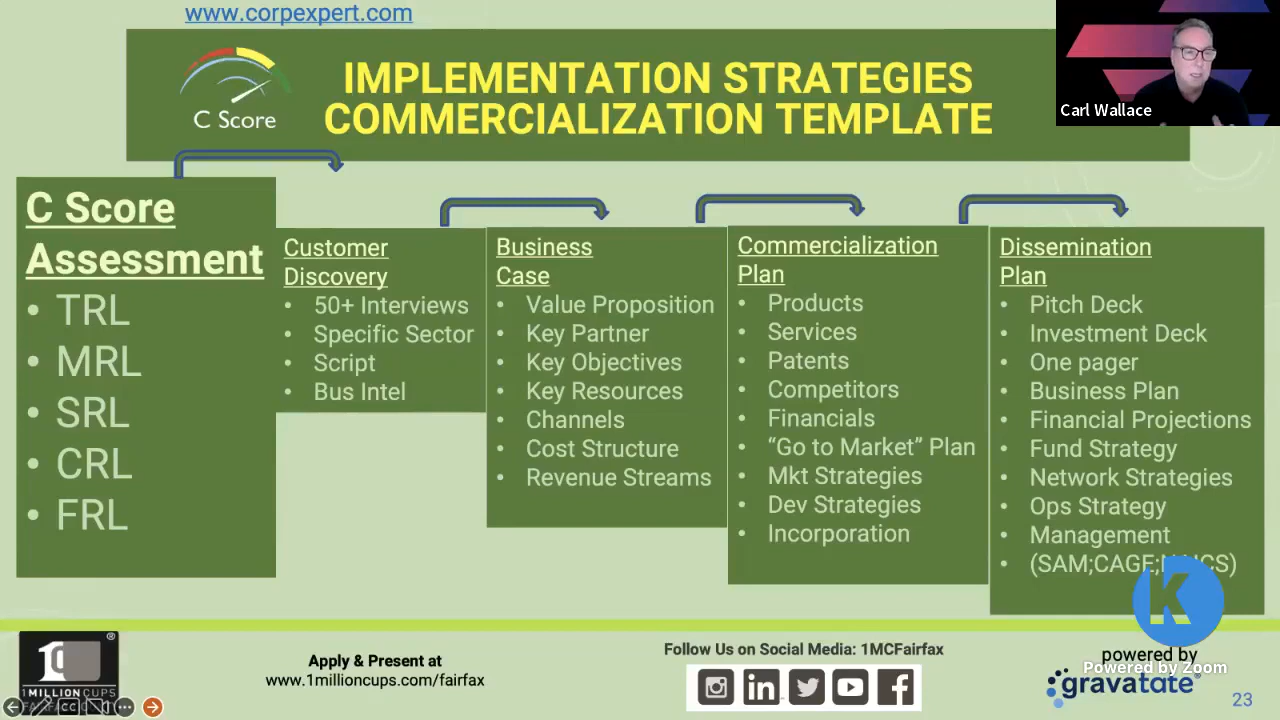 www.corpexpert.com
C Score
IMPLEMENTATION STRATEGIES
COMMERCIALIZATION TEMPLATE
Carl Wallace
C Score
Assessment
• TRL
• MRL
• SRL
• CRL
• FRL
Customer
Discovery
• 50+ Interviews
• Specific Sector
• Script
• Bus Intel
Business
Case
• Value Proposition
• Key Partner
• Key Objectives
• Key Resources
• Channels
• Cost Structure
• Revenue Streams
Commercialization
Plan
• Products
• Services
• Patents
• Competitors
• Financials
• “Go to Market” Plan
• Mkt Strategies
• Dev Strategies
• Incorporation
Dissemination
Plan
• Pitch Deck
• Investment Deck
• One pager
• Business Plan
• Financial Projections
• Fund Strategy
• Network Strategies
• Ops Strategy
• Management
• (SAM;CAGE;
K
10
®
1MILLIONCUPS
Apply & Present at
www.1millioncups.com/fairfax
Follow Us on Social Media: 1MCFairfax
in
YouTube
f
powered by
Powered by Zoom
gravatate
23